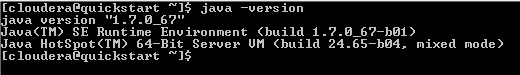 [cloudera@quickstart ~]$ java -version
java version "1.7.0_67"
Java(TM) SE Runtime Environment (build 1.7.0_67-b01)
Java HotSpot(TM) 64-Bit Server VM (build 24.65-b04, mixed mode)
[cloudera@quickstart ~]$